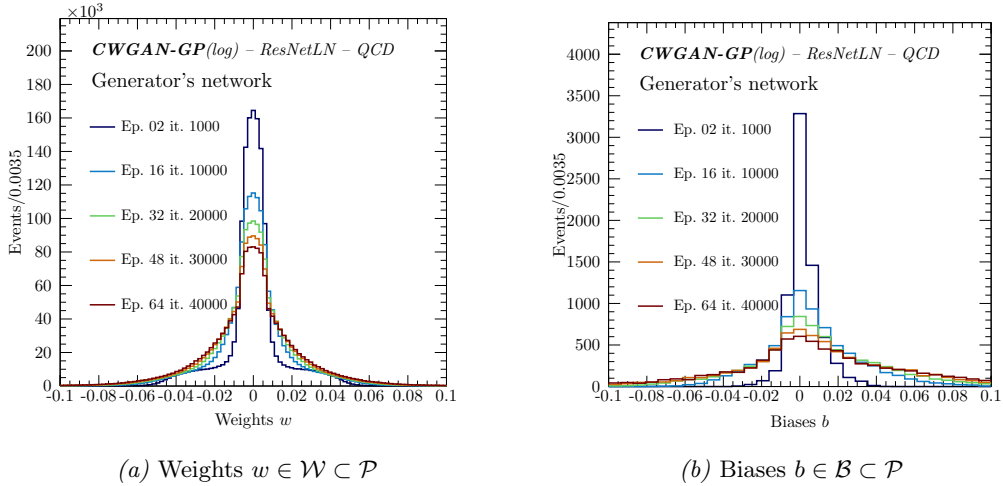 ×10³
220
200
180
160
140
120
100
80
60
40
20
0
Events/0.0035
CWGAN-GP(log) – ResNetLN – QCD
Generator's network
Ep. 02 it. 1000
Ep. 16 it. 10000
Ep. 32 it. 20000
Ep. 48 it. 30000
Ep. 64 it. 40000
-0.1 -0.08 -0.06 -0.04 -0.02 0 0.02 0.04 0.06 0.08 0.1
Weights w
(a) Weights w ∈ 𝒲 ⊂ 𝒫
4000
3500
3000
2500
2000
1500
1000
500
0
Events/0.0035
CWGAN-GP(log) – ResNetLN – QCD
Generator's network
Ep. 02 it. 1000
Ep. 16 it. 10000
Ep. 32 it. 20000
Ep. 48 it. 30000
Ep. 64 it. 40000
-0.1 -0.08 -0.06 -0.04 -0.02 0 0.02 0.04 0.06 0.08 0.1
Biases b
(b) Biases b ∈ ℬ ⊂ 𝒫